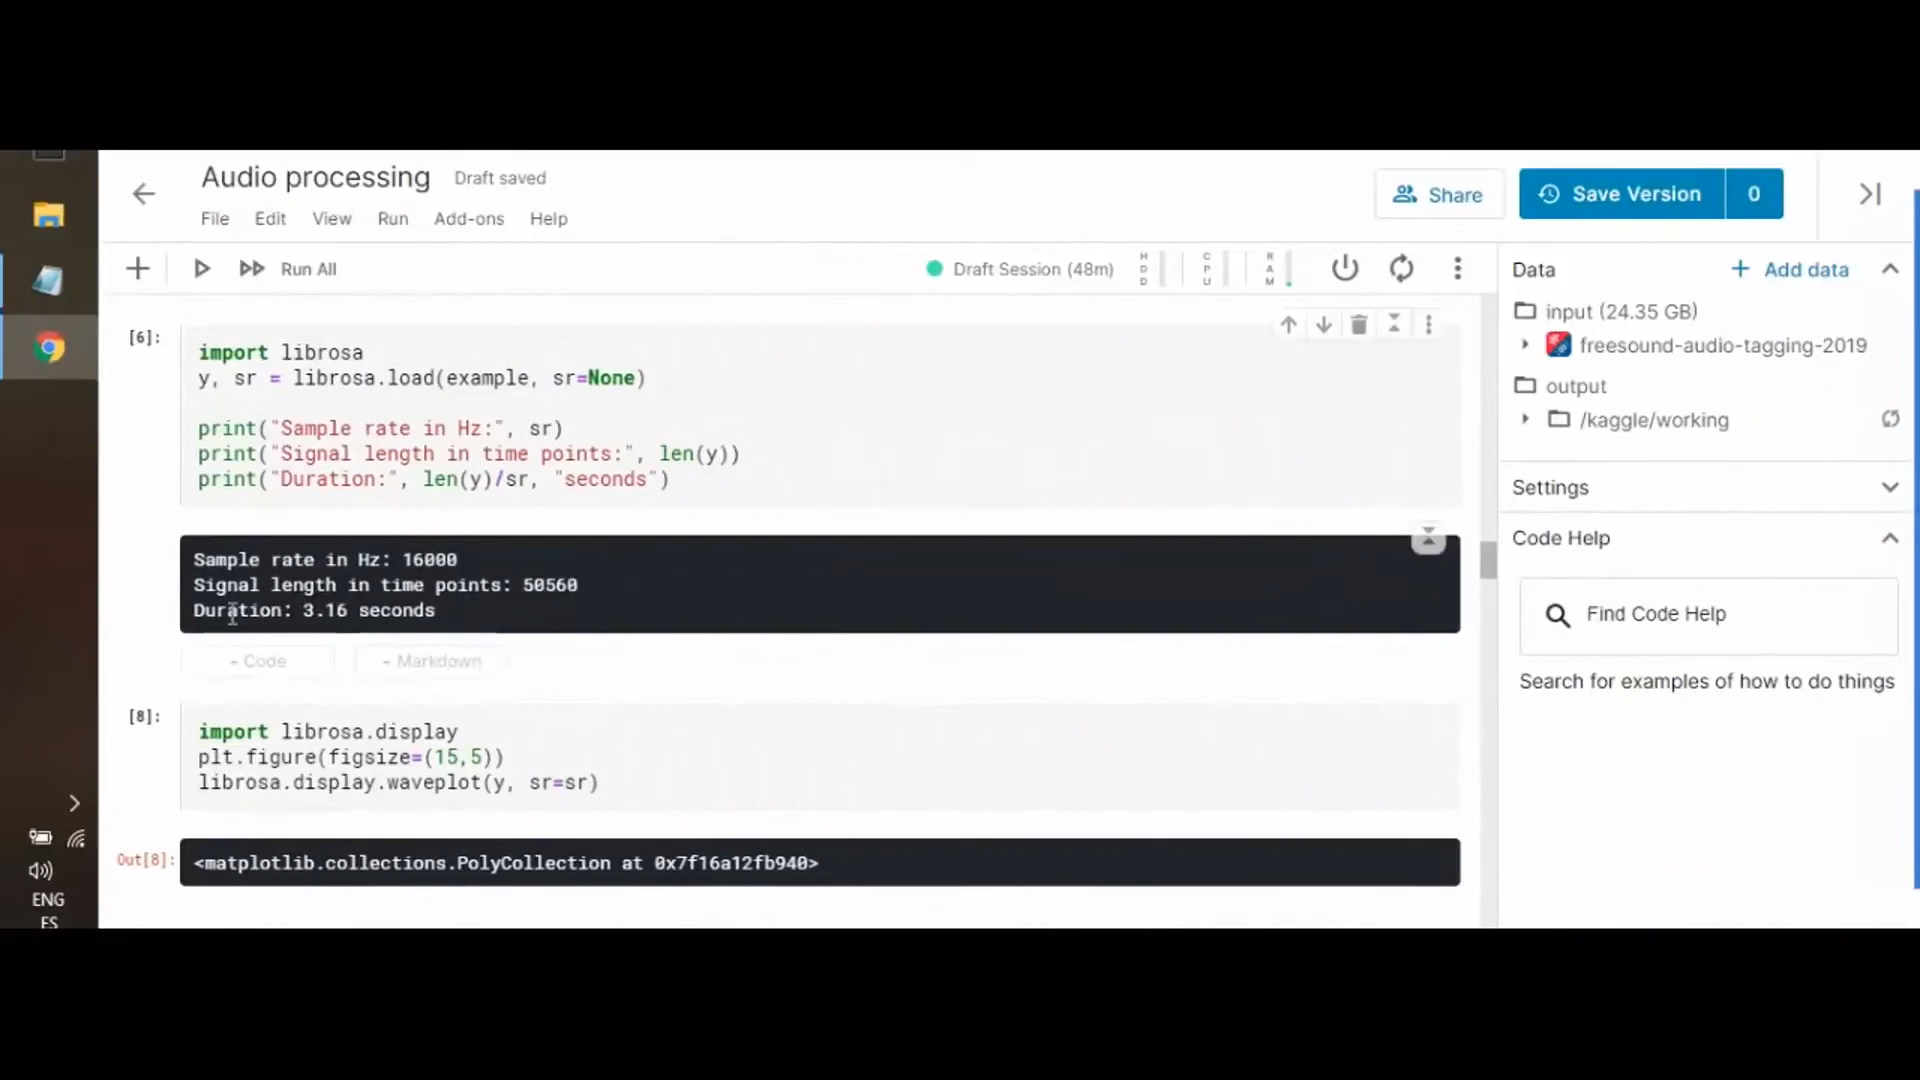 Audio processing Draft saved
File Edit View Run Add-ons Help
Share
Save Version 0
Run All
Draft Session (48m)
HDD
CPU
RAM
[6]:
import librosa
y, sr = librosa.load(example, sr=None)
print("Sample rate in Hz:", sr)
print("Signal length in time points:", len(y))
print("Duration:", len(y)/sr, "seconds")
Sample rate in Hz: 16000
Signal length in time points: 50560
Duration: 3.16 seconds
Code Markdown
[8]:
import librosa.display
plt.figure(figsize=(15,5))
librosa.display.waveplot(y, sr=sr)
Out[8]:
<matplotlib.collections.PolyCollection at 0x7f16a12fb940>
Data + Add data
input (24.35 GB)
freesound-audio-tagging-2019
output
/kaggle/working
Settings
Code Help
Find Code Help
Search for examples of how to do things
ENG
ES